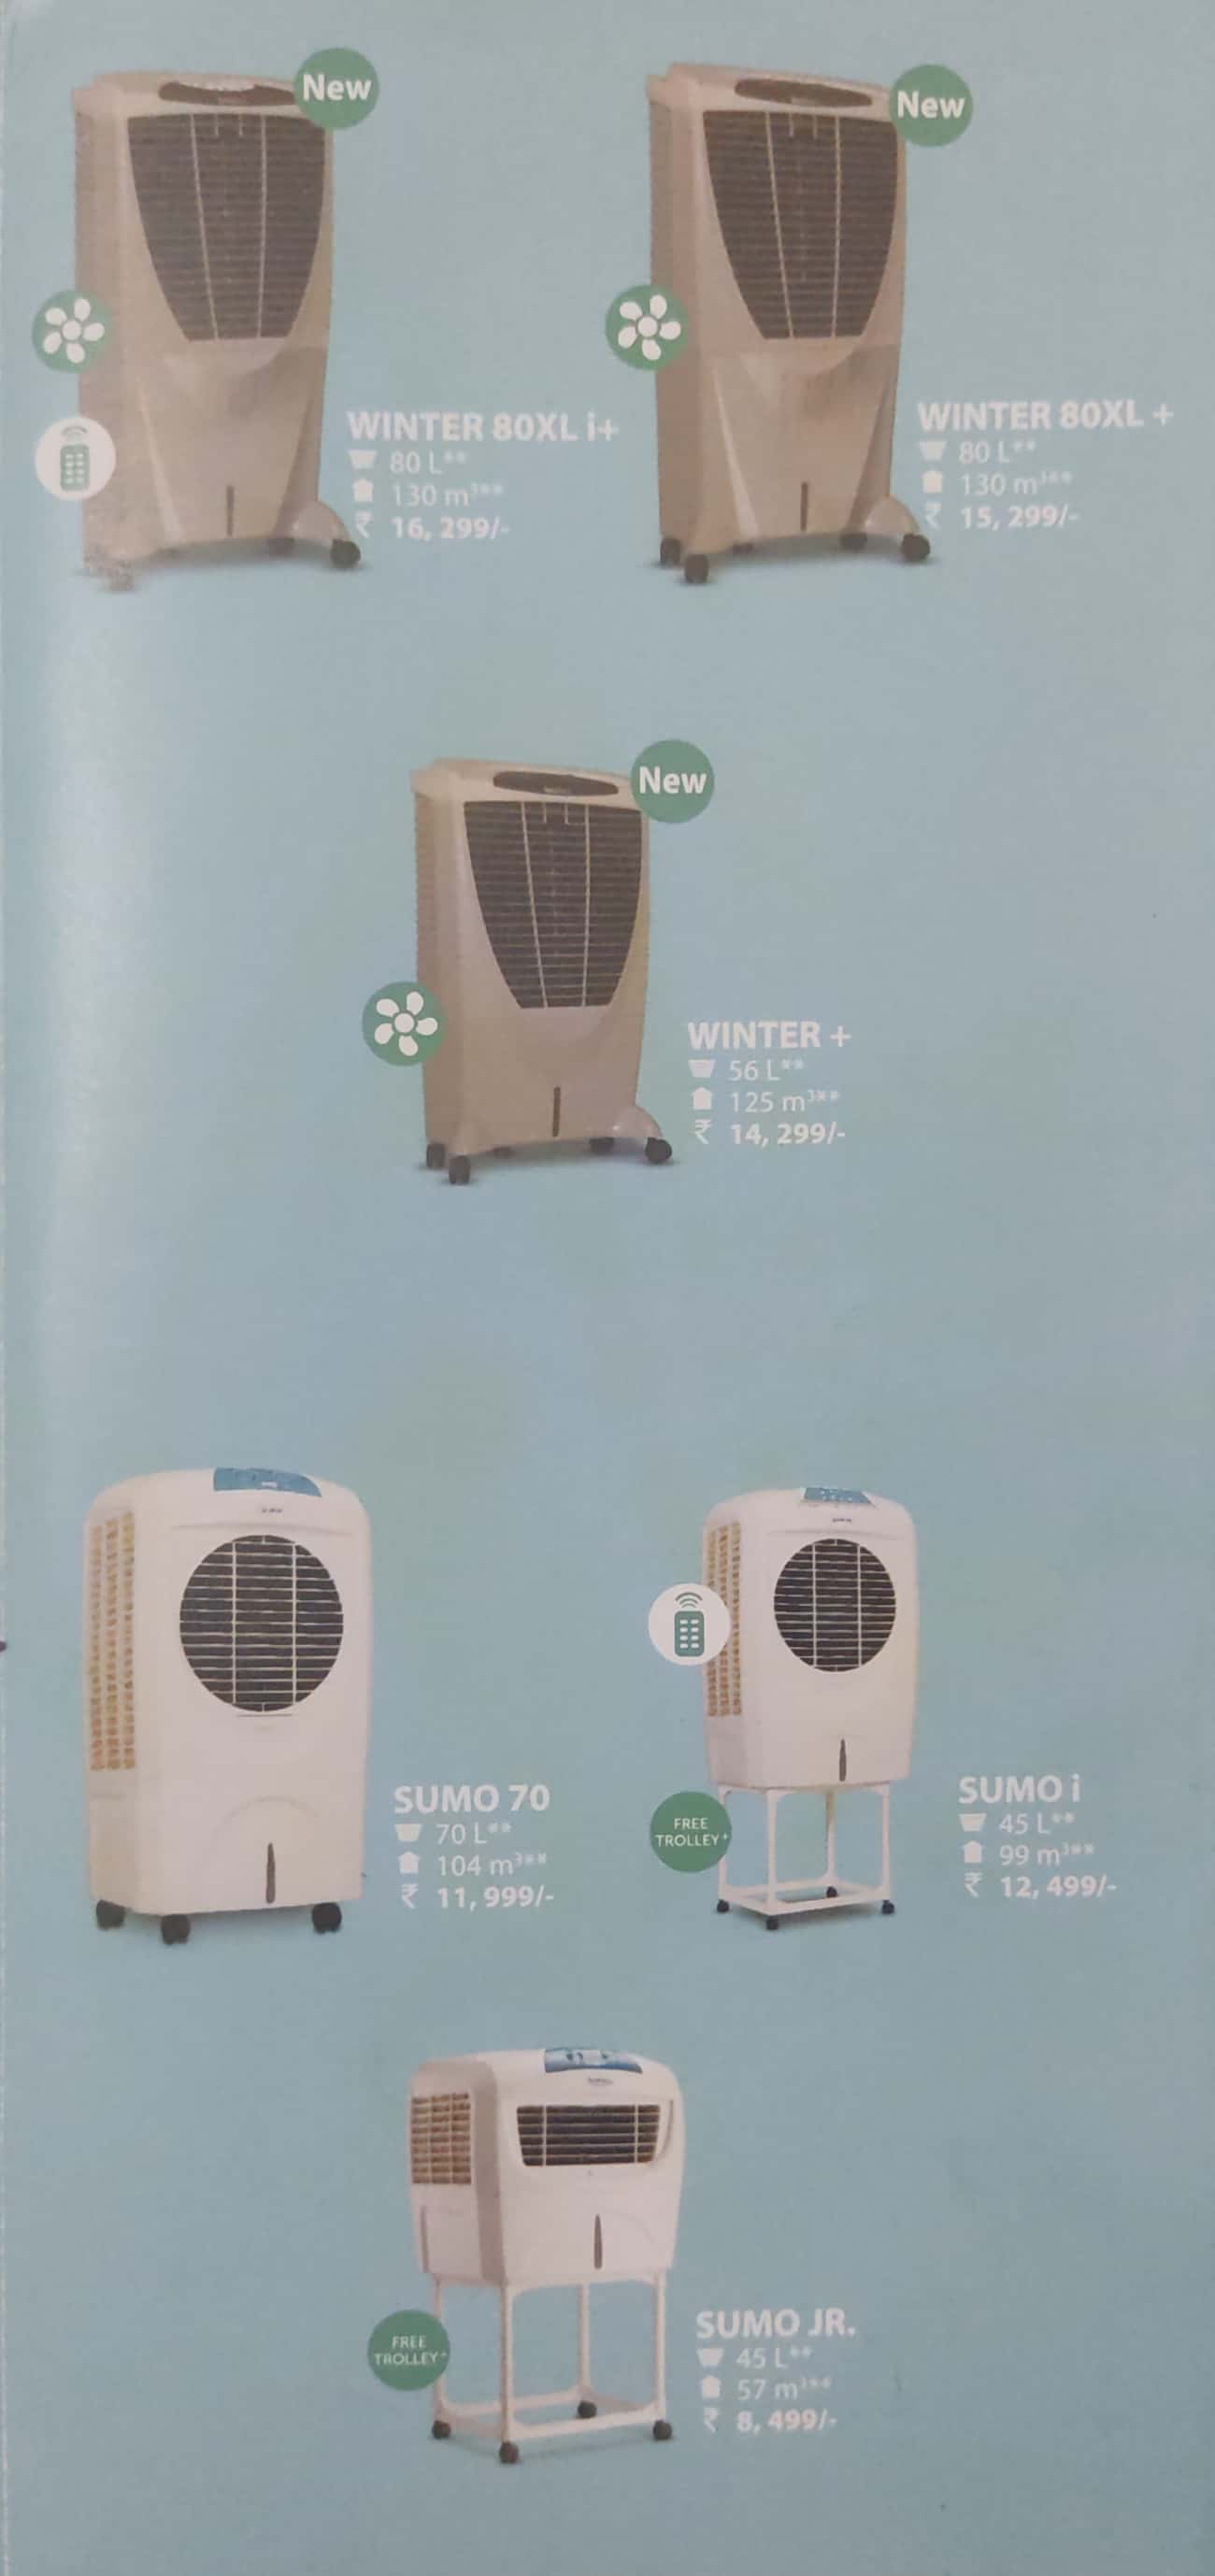 New
New
WINTER 80XL i+
80 L**
130 m³**
₹ 16, 299/-
WINTER 80XL +
80 L**
130 m³**
₹ 15, 299/-
New
WINTER +
56 L**
125 m³**
₹ 14, 299/-
SUMO 70
70 L**
104 m³**
₹ 11, 999/-
FREE
TROLLEY+
SUMO i
45 L**
99 m³**
₹ 12, 499/-
FREE
TROLLEY+
SUMO JR.
45 L**
57 m³**
₹ 8, 499/-